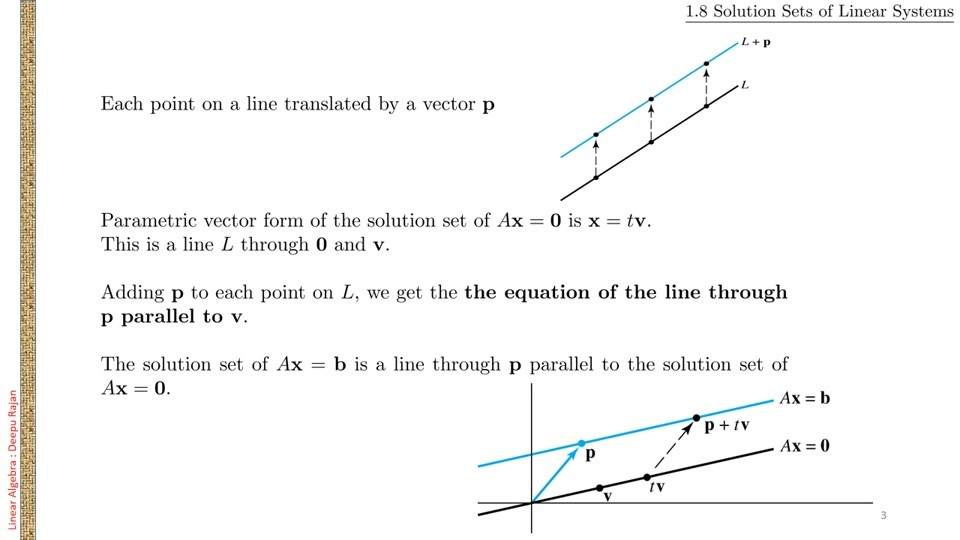 1.8 Solution Sets of Linear Systems
L + p
L
Each point on a line translated by a vector p
Parametric vector form of the solution set of Ax = 0 is x = tv.
This is a line L through 0 and v.
Adding p to each point on L, we get the the equation of the line through
p parallel to v.
The solution set of Ax = b is a line through p parallel to the solution set of
Ax = 0.
Ax = b
p + tv
Ax = 0
p
tv
v
Linear Algebra : Deepu Rajan
3